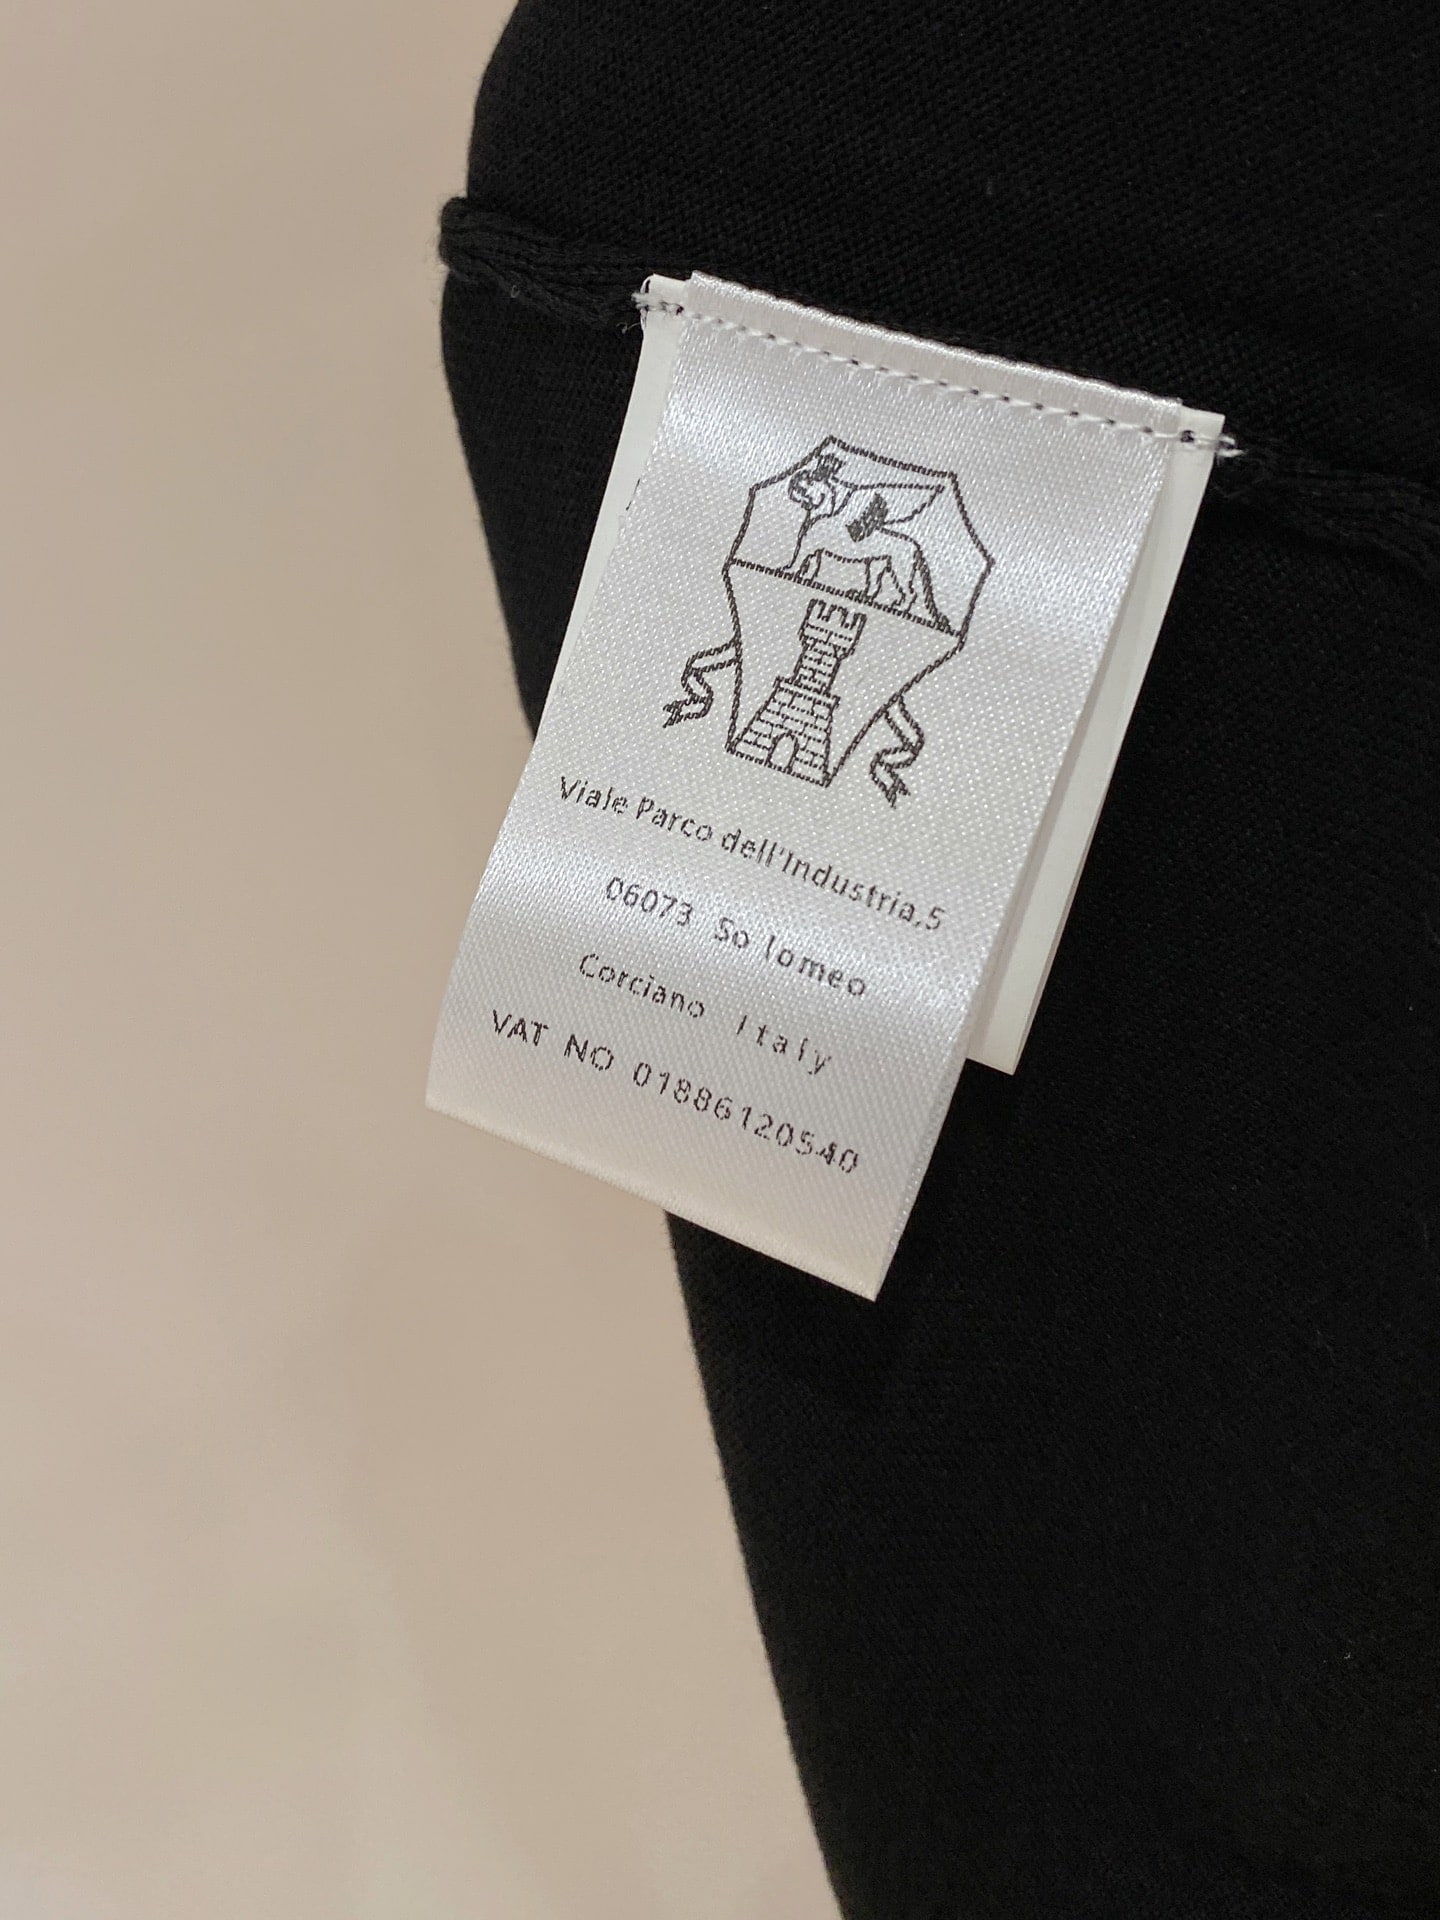 Viale Parco dell'Industria,5
06073 So lomeo
Corciano Italy
VAT NO 01886120540